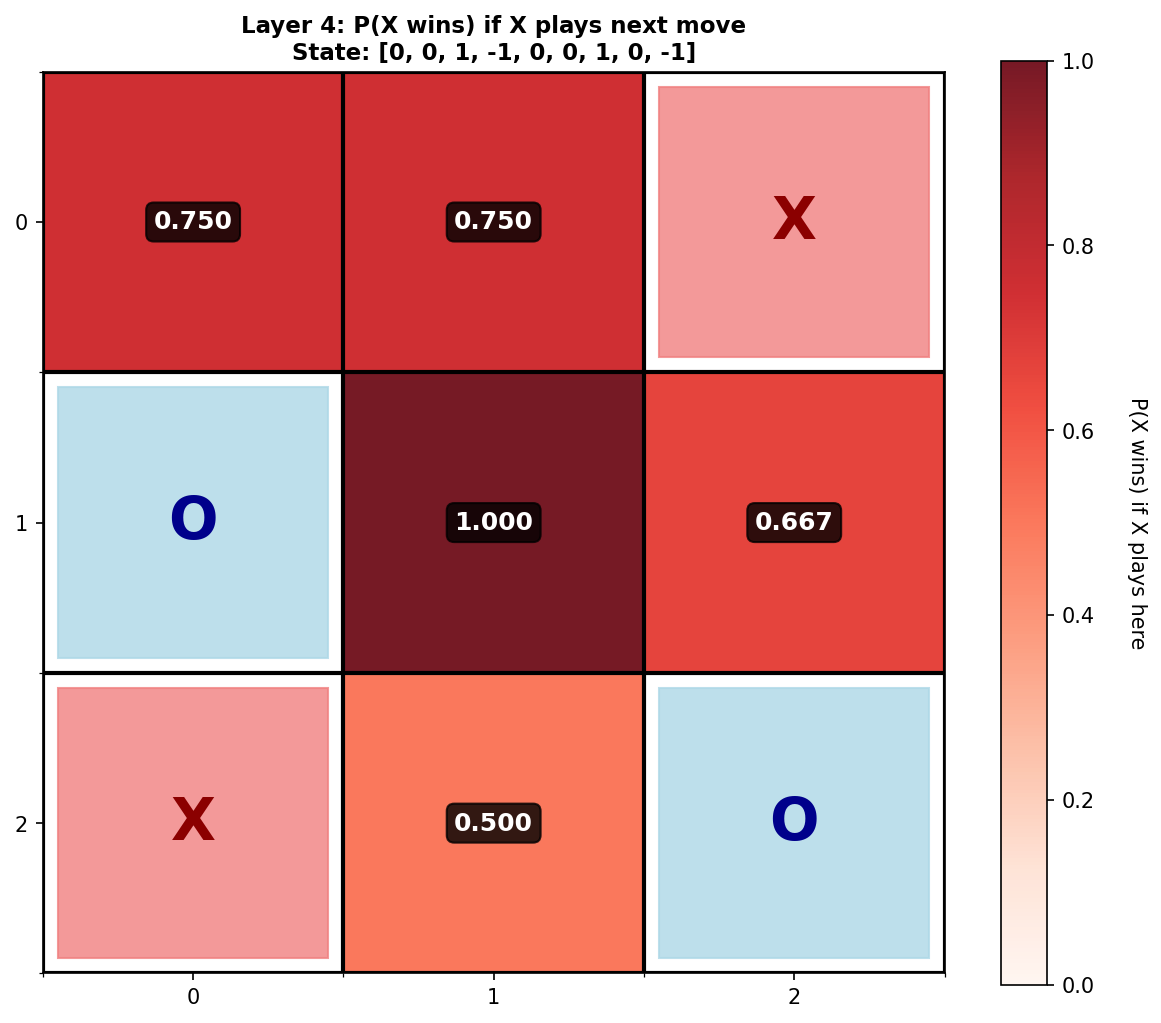 Layer 4: P(X wins) if X plays next move
State: [0, 0, 1, -1, 0, 0, 1, 0, -1]
0.750
0.750
X
O
1.000
0.667
X
0.500
O
0
1
2
0
1
2
1.0
0.8
0.6
0.4
0.2
0.0
P(X wins) if X plays here